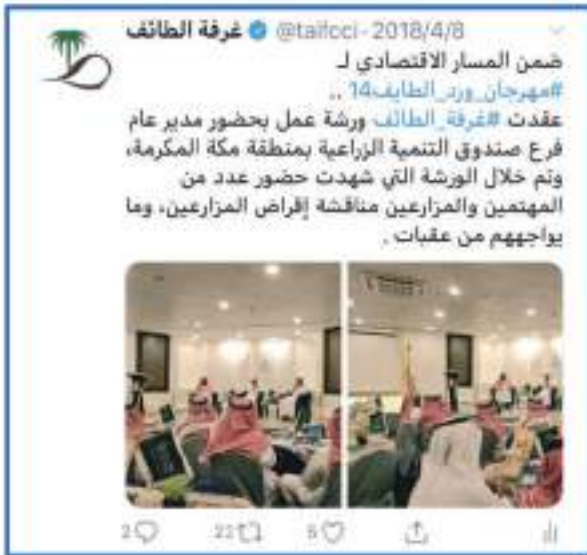 غرفة الطائف @taifcci · 2018/4/8
ضمن المسار الاقتصادي لـ
#مهرجان_ورد_الطايف14 ..
عقدت #غرفة_الطائف ورشة عمل بحضور مدير عام
فرع صندوق التنمية الزراعية بمنطقة مكة المكرمة،
وتم خلال الورشة التي شهدت حضور عدد من
المهتمين والمزارعين مناقشة إقراض المزارعين، وما
يواجههم من عقبات .
2 22 5